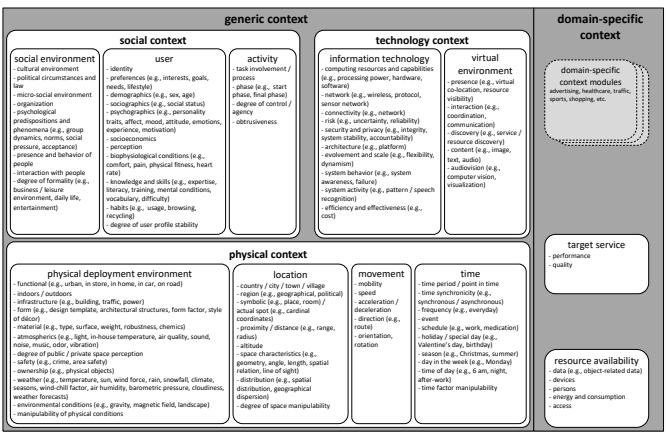 generic context
social context
social environment
- cultural environment
- political circumstances and
law
- micro-social environment
- organization
- psychological
predispositions and
phenomena (e.g., group
dynamics, norms, social
pressure, acceptance)
- presence and behavior of
people
- interaction with people
- degree of formality (e.g.,
business / leisure
environment, daily life,
entertainment)
user
- identity
- preferences (e.g., interests, goals,
needs, lifestyle)
- demographics (e.g., sex, age)
- sociographics (e.g., social status)
- psychographics (e.g., personality
traits, affect, mood, attitude, emotions,
experience, motivation)
- socioeconomics
- perception
- biophysiological conditions (e.g.,
comfort, pain, physical fitness, heart
rate)
- knowledge and skills (e.g., expertise,
literacy, training, mental conditions,
vocabulary, difficulty)
- habits (e.g., usage, browsing,
recycling)
- degree of user profile stability
activity
- task involvement /
process
- phase (e.g., start
phase, final phase)
- degree of control /
agency
- obtrusiveness
technology context
information technology
- computing resources and capabilities
(e.g., processing power, hardware,
software)
- network (e.g., wireless, protocol,
sensor network)
- connectivity (e.g., network)
- risk (e.g., uncertainty, reliability)
- security and privacy (e.g., integrity,
system stability, accountability)
- architecture (e.g., platform)
- evolvement and scale (e.g., flexibility,
dynamism)
- system behavior (e.g., system
awareness, failure)
- system activity (e.g., pattern / speech
recognition)
- efficiency and effectiveness (e.g.,
cost)
virtual
environment
- presence (e.g., virtual
co-location, resource
visibility)
- interaction (e.g.,
coordination,
communication)
- discovery (e.g., service /
resource discovery)
- content (e.g., image,
text, audio)
- audiovision (e.g.,
computer vision,
visualization)
physical context
physical deployment environment
- functional (e.g., urban, in store, in home, in car, on road)
- indoors / outdoors
- infrastructure (e.g., building, traffic, power)
- form (e.g., design template, architectural structures, form factor, style
of décor)
- material (e.g., type, surface, weight, robustness, chemics)
- atmospherics (e.g., light, in-house temperature, air quality, sound,
noise, music, odor, vibration)
- degree of public / private space perception
- safety (e.g., crime, area safety)
- ownership (e.g., physical objects)
- weather (e.g., temperature, sun, wind force, rain, snowfall, climate,
seasons, wind-chill factor, air humidity, barometric pressure, cloudiness,
weather forecasts)
- environmental conditions (e.g., gravity, magnetic field, landscape)
- manipulability of physical conditions
location
- country / city / town / village
- region (e.g., geographical, political)
- symbolic (e.g., place, room) /
actual spot (e.g., cardinal
coordinates)
- proximity / distance (e.g., range,
radius)
- altitude
- space characteristics (e.g.,
geometry, angle, length, spatial
relation, line of sight)
- distribution (e.g., spatial
distribution, geographical
dispersion)
- degree of space manipulability
movement
- mobility
- speed
- acceleration /
deceleration
- direction (e.g.,
route)
- orientation,
rotation
time
- time period / point in time
- time synchronicity (e.g.,
synchronous / asynchronous)
- frequency (e.g., everyday)
- event
- schedule (e.g., work, medication)
- holiday / special day (e.g.,
Valentine's day, birthday)
- season (e.g., Christmas, summer)
- day in the week (e.g., Monday)
- time of day (e.g., 6 am, night,
after-work)
- time factor manipulability
domain-specific
context
domain-specific
context modules
advertising, healthcare, traffic,
sports, shopping, etc.
target service
- performance
- quality
resource availability
- data (e.g., object-related data)
- devices
- persons
- energy and consumption
- access